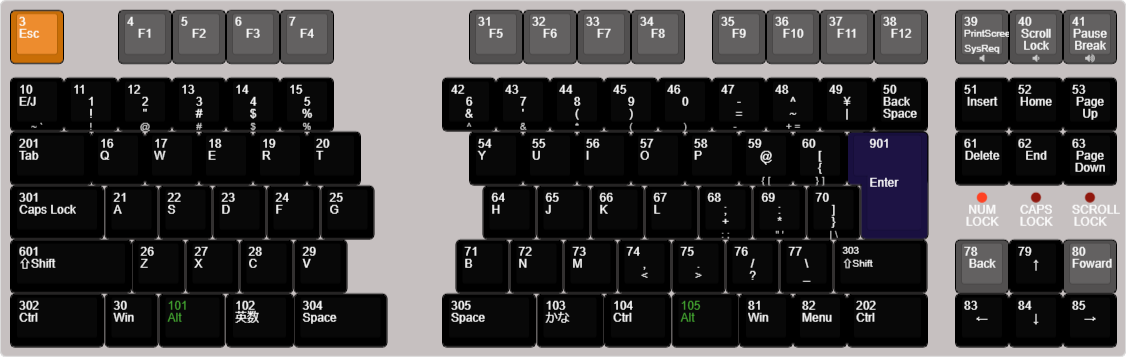 3 4 5 6 7 31 32 33 34 35 36 37 38 39 40 41
Esc F1 F2 F3 F4 F5 F6 F7 F8 F9 F10 F11 F12 PrintScree Scroll Pause
SysReq Lock Break
10 11 12 13 14 15 42 43 44 45 46 47 48 49 50 51 52 53
E/J 1 2 3 4 5 6 7 8 9 0 - ^ ¥ Back Insert Home Page
! " # $ % & ' ( ) = ~ | Space Up
~ ` ! @ # $ % ^ & * ( ) - + =
201 16 17 18 19 20 54 55 56 57 58 59 60 901 61 62 63
Tab Q W E R T Y U I O P @ [ Enter Delete End Page
` { Down
{ [ } ]
301 21 22 23 24 25 64 65 66 67 68 69 70
Caps Lock A S D F G H J K L ; : ]
+ * }
: ; " ' | \
NUM CAPS SCROLL
LOCK LOCK LOCK
601 26 27 28 29 71 72 73 74 75 76 77 303 78 79 80
⇧Shift Z X C V B N M , . / \ ⇧Shift Back ↑ Foward
< > ? _
302 30 101 102 304 305 103 104 105 81 82 202 83 84 85
Ctrl Win Alt 英数 Space Space かな Ctrl Alt Win Menu Ctrl ← ↓ →